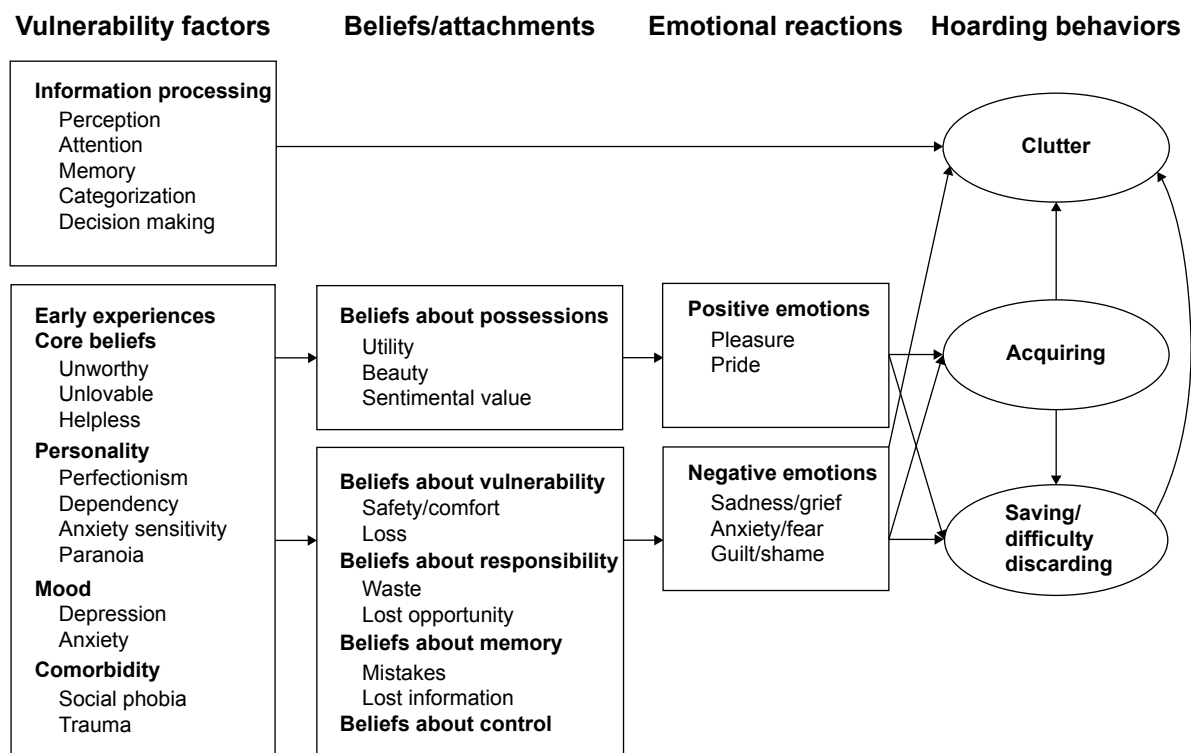 Vulnerability factors
Beliefs/attachments
Emotional reactions
Hoarding behaviors
Information processing
Perception
Attention
Memory
Categorization
Decision making
Early experiences
Core beliefs
Unworthy
Unlovable
Helpless
Personality
Perfectionism
Dependency
Anxiety sensitivity
Paranoia
Mood
Depression
Anxiety
Comorbidity
Social phobia
Trauma
Beliefs about possessions
Utility
Beauty
Sentimental value
Beliefs about vulnerability
Safety/comfort
Loss
Beliefs about responsibility
Waste
Lost opportunity
Beliefs about memory
Mistakes
Lost information
Beliefs about control
Positive emotions
Pleasure
Pride
Negative emotions
Sadness/grief
Anxiety/fear
Guilt/shame
Clutter
Acquiring
Saving/
difficulty
discarding